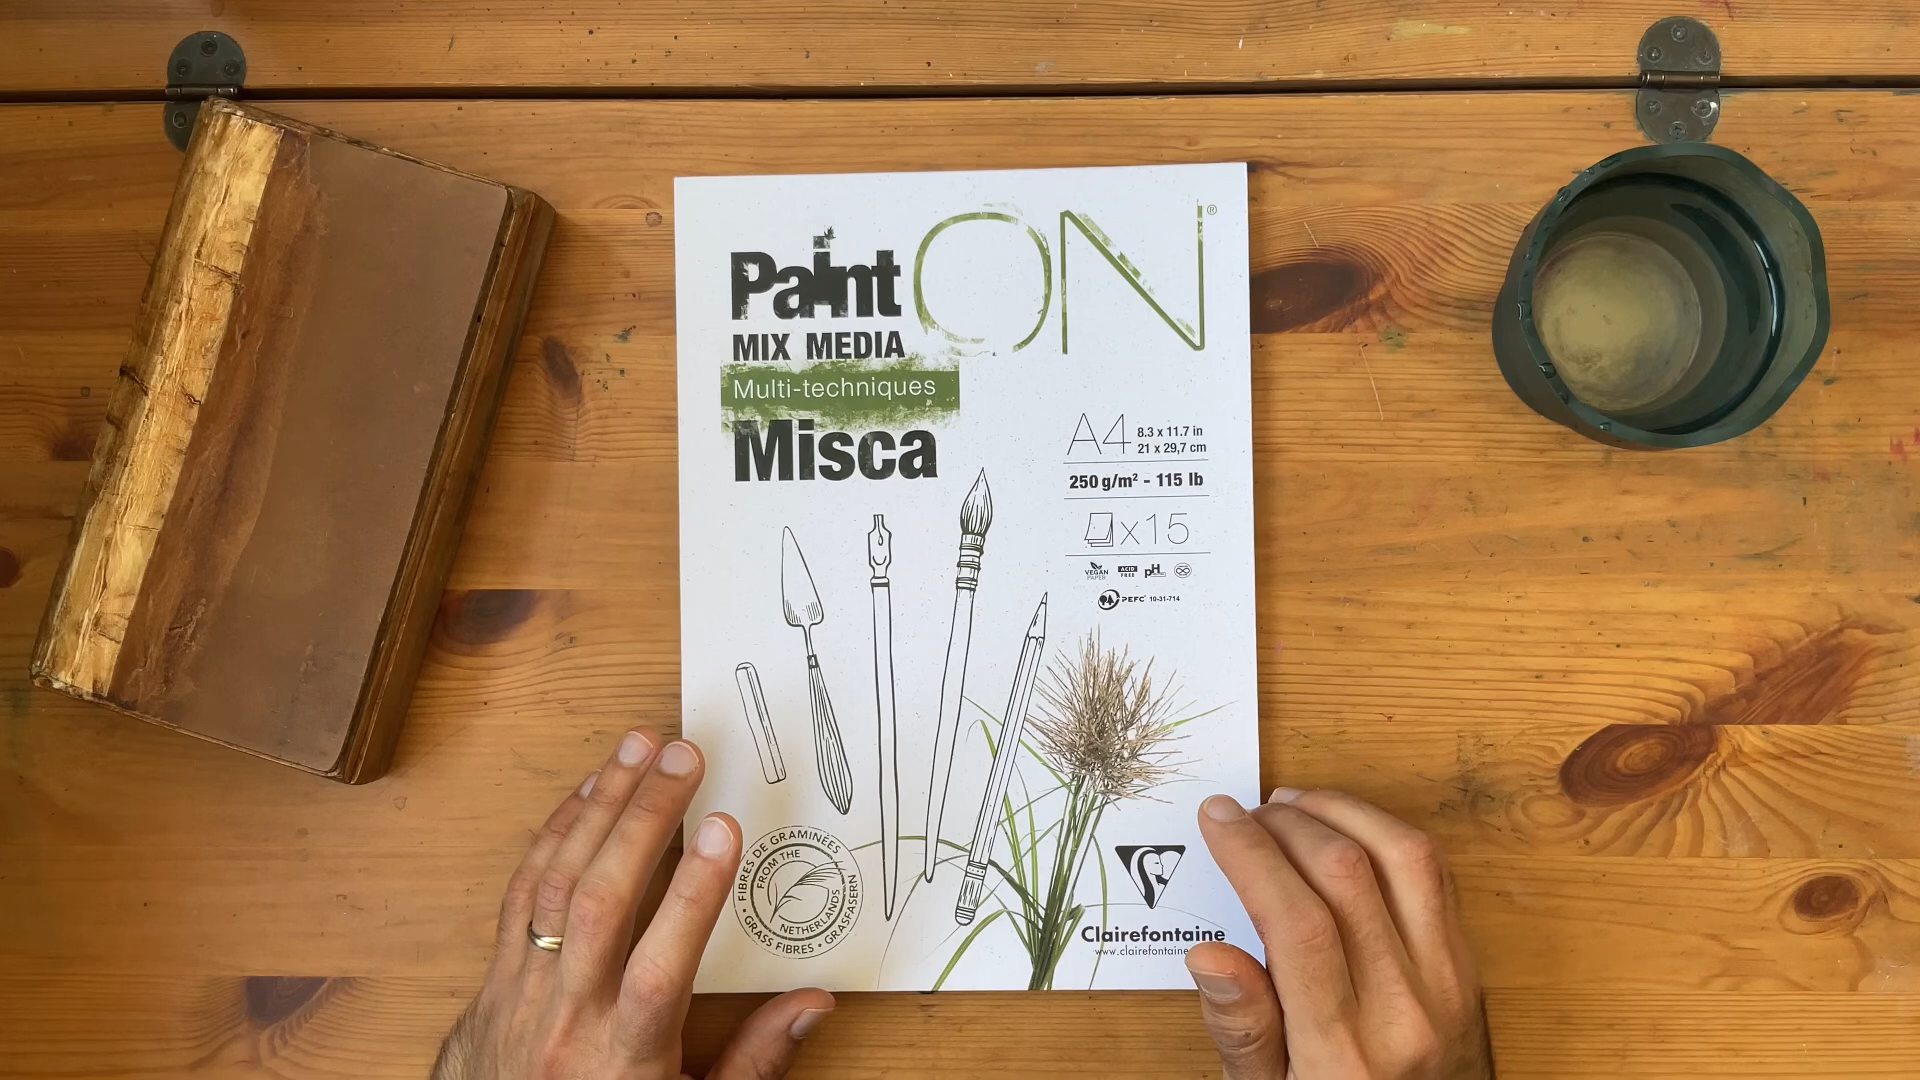 Paint ON®
MIX MEDIA
Multi-techniques
Misca
A4
8.3 x 11.7 in
21 x 29,7 cm
250 g/m² - 115 lb
x15
VEGAN
PAPER
ACID
FREE
pH
PEFC 10-31-714
• FIBRES DE GRAMINÉES
FROM THE
NETHERLANDS
• GRASS FIBRES • GRASFASERN
Clairefontaine
www.clairefontaine